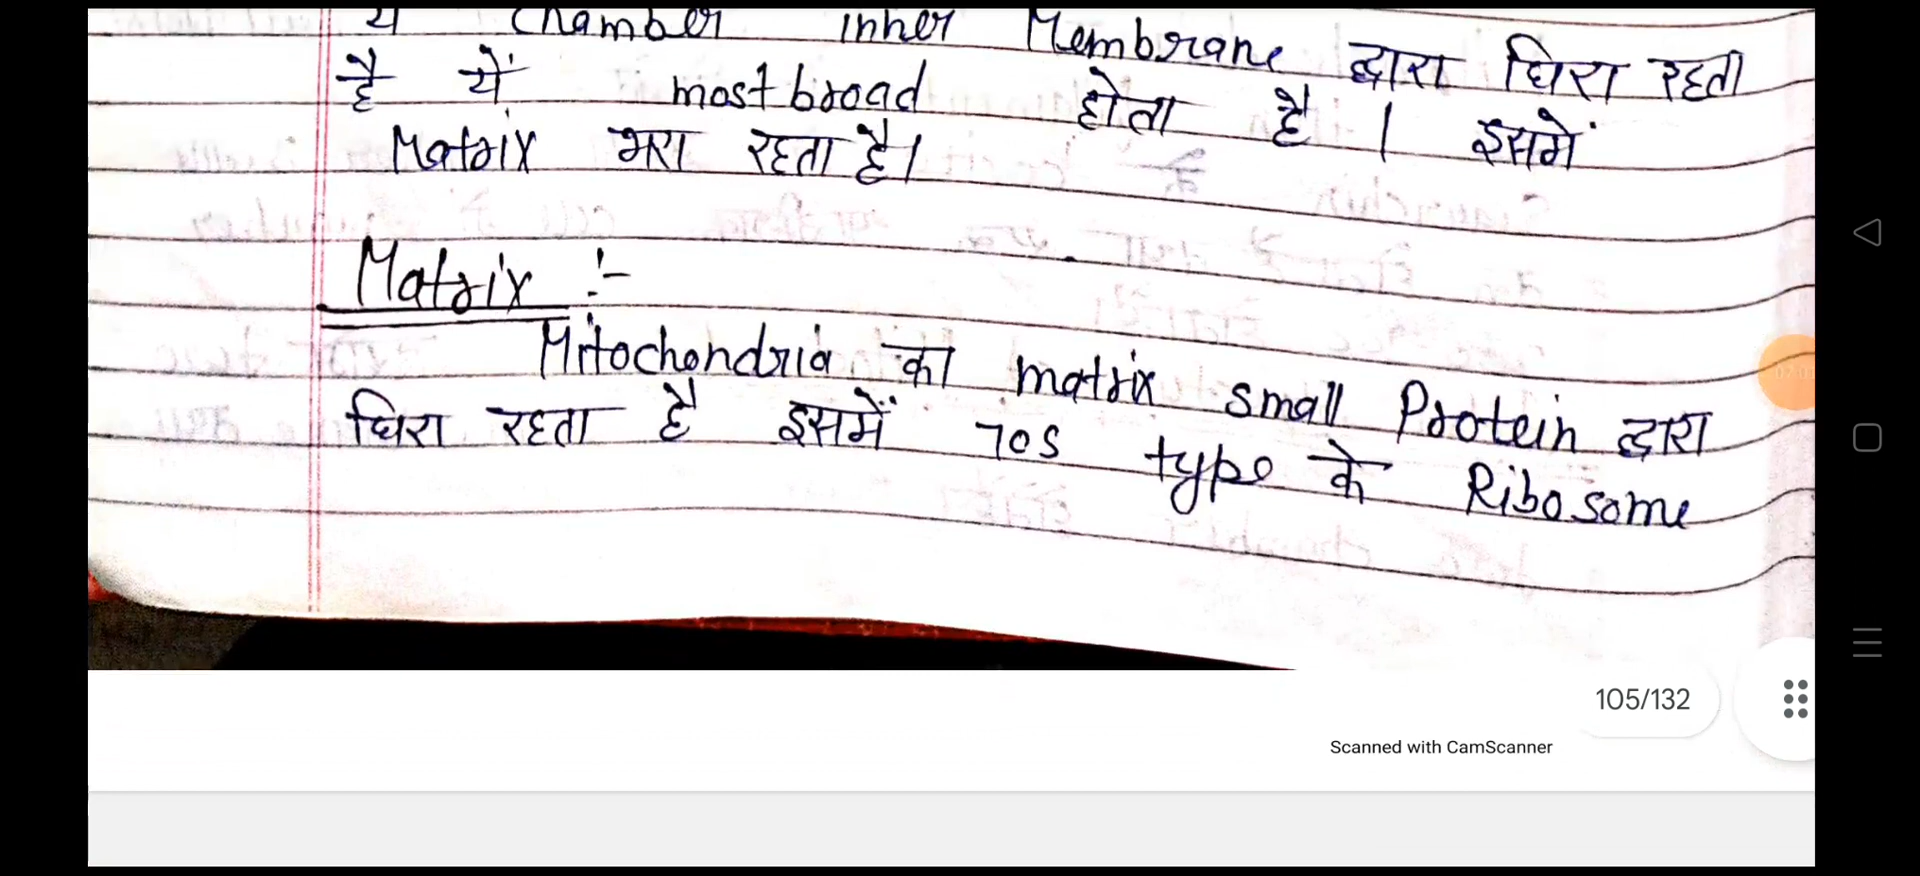 ये chamber inner Membrane द्वारा घिरा रहता
है ये most broad होता है । इसमें
Matrix भरा रहता है।
Matrix :-
Mitochondria का matrix small Protein द्वारा
घिरा रहता है इसमें 70S type के Ribosome
105/132
Scanned with CamScanner